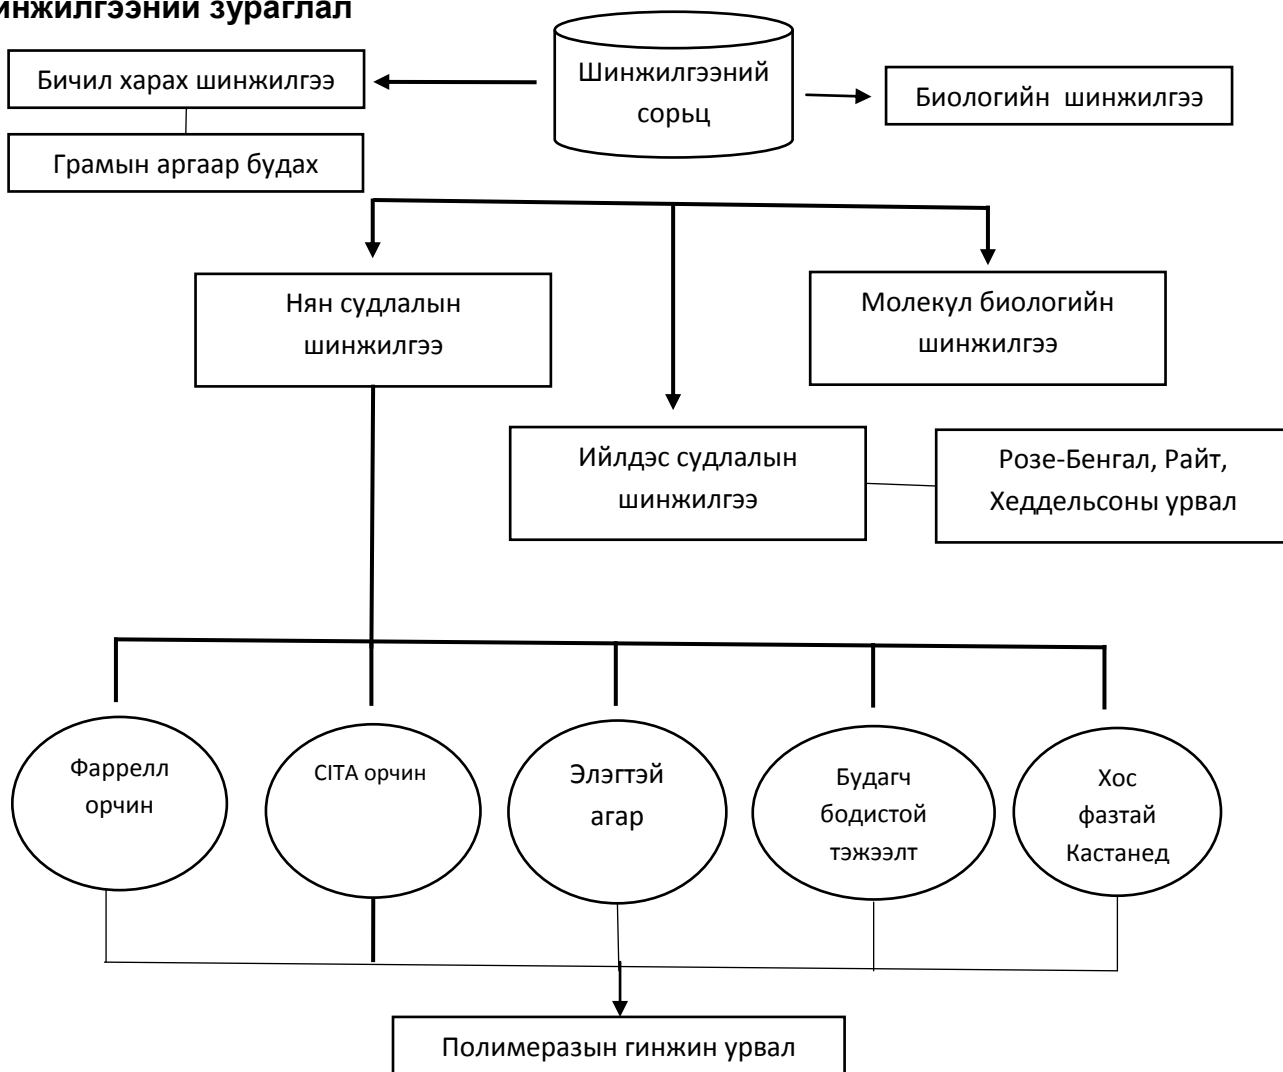 инжилгээний зураглал
Бичил харах шинжилгээ
Шинжилгээний
сорьц
Биологийн шинжилгээ
Грамын аргаар будах
Нян судлалын
шинжилгээ
Молекул биологийн
шинжилгээ
Ийлдэс судлалын
шинжилгээ
Розе-Бенгал, Райт,
Хеддельсоны урвал
Фаррелл
орчин
CITA орчин
Элэгтэй
агар
Будагч
бодистой
тэжээлт
Хос
фазтай
Кастанед
Полимеразын гинжин урвал